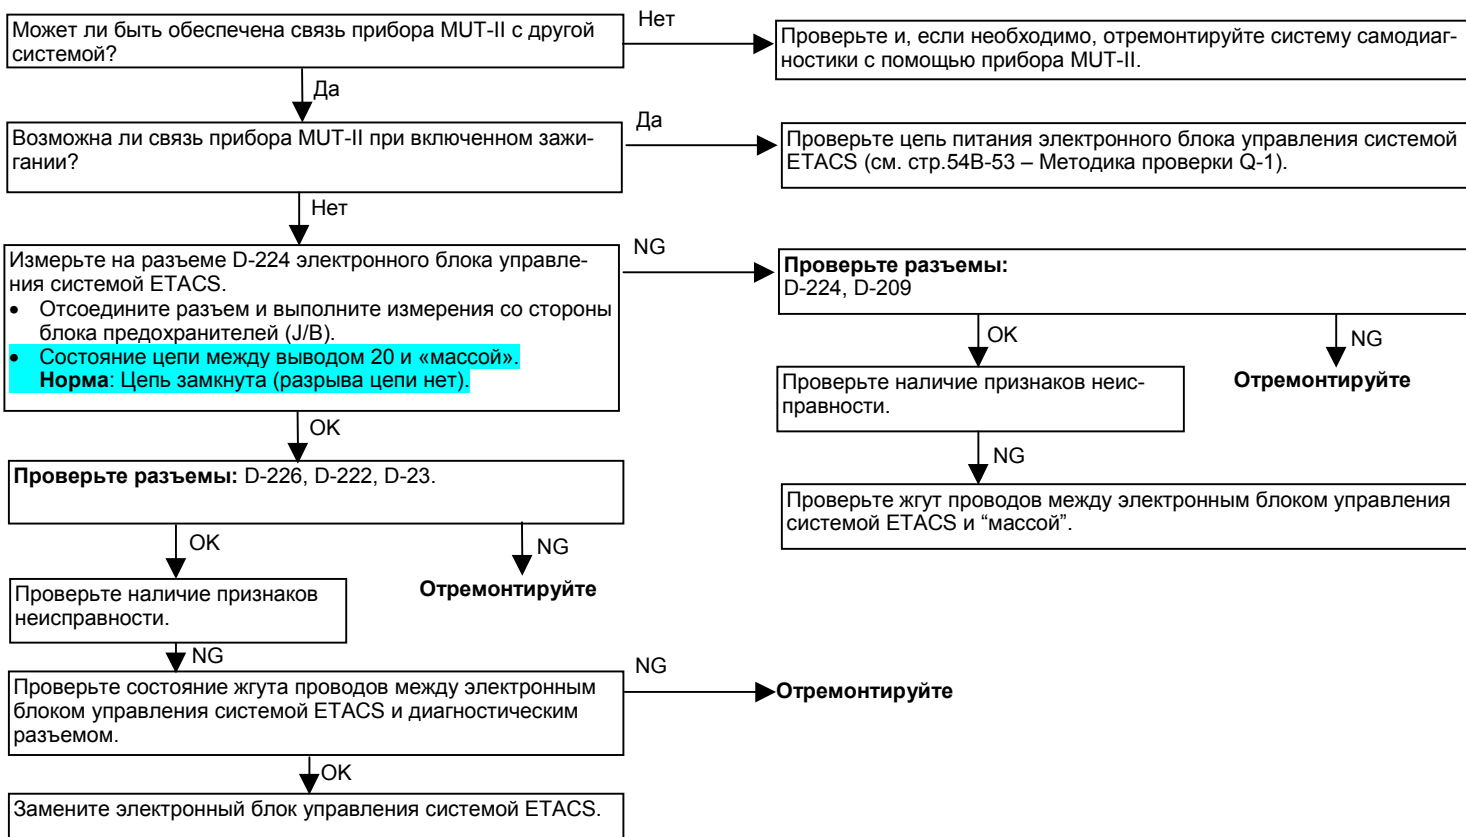 Может ли быть обеспечена связь прибора MUT-II с другой
системой?
Нет
Проверьте и, если необходимо, отремонтируйте систему самодиаг-
ностики с помощью прибора MUT-II.
Да
Возможна ли связь прибора MUT-II при включенном зажи-
гании?
Да
Проверьте цепь питания электронного блока управления системой
ETACS (см. стр.54B-53 – Методика проверки Q-1).
Нет
Измерьте на разъеме D-224 электронного блока управле-
ния системой ETACS.
• Отсоедините разъем и выполните измерения со стороны
блока предохранителей (J/B).
• Состояние цепи между выводом 20 и «массой».
Норма: Цепь замкнута (разрыва цепи нет).
NG
Проверьте разъемы:
D-224, D-209
OK
NG
Проверьте наличие признаков неис-
правности.
Отремонтируйте
NG
Проверьте жгут проводов между электронным блоком управления
системой ETACS и “массой”.
OK
Проверьте разъемы: D-226, D-222, D-23.
OK
NG
Проверьте наличие признаков
неисправности.
Отремонтируйте
NG
Проверьте состояние жгута проводов между электронным
блоком управления системой ETACS и диагностическим
разъемом.
NG
Отремонтируйте
OK
Замените электронный блок управления системой ETACS.